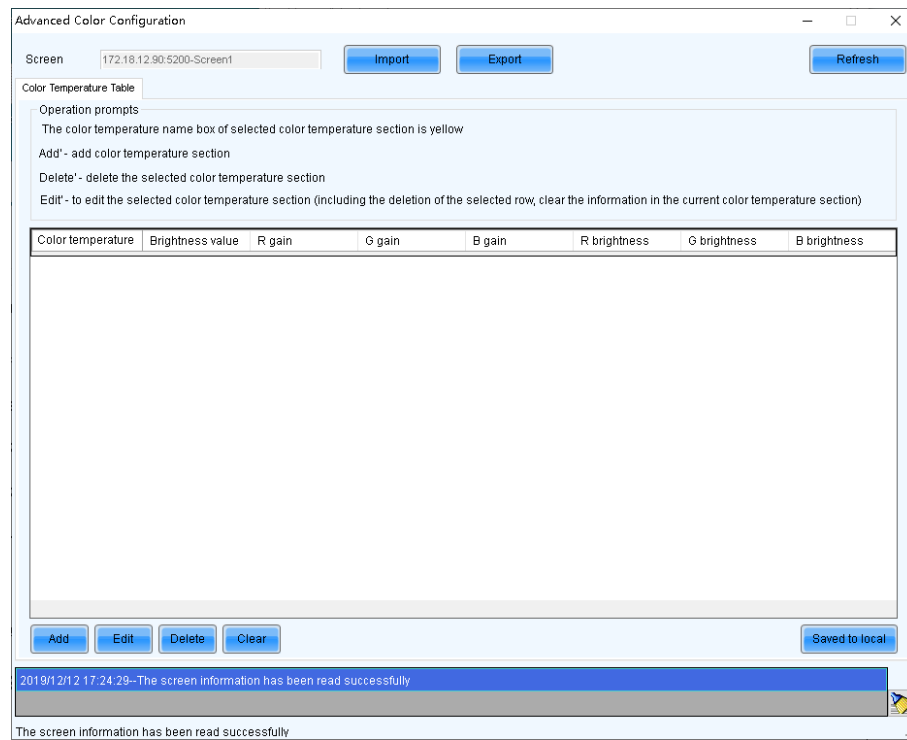 Advanced Color Configuration
Screen 172.18.12.90:5200-Screen1 Import Export Refresh
Color Temperature Table
Operation prompts
The color temperature name box of selected color temperature section is yellow
Add' - add color temperature section
Delete' - delete the selected color temperature section
Edit' - to edit the selected color temperature section (including the deletion of the selected row, clear the information in the current color temperature section)
Color temperature Brightness value R gain G gain B gain R brightness G brightness B brightness
Add Edit Delete Clear Saved to local
2019/12/12 17:24:29--The screen information has been read successfully
The screen information has been read successfully